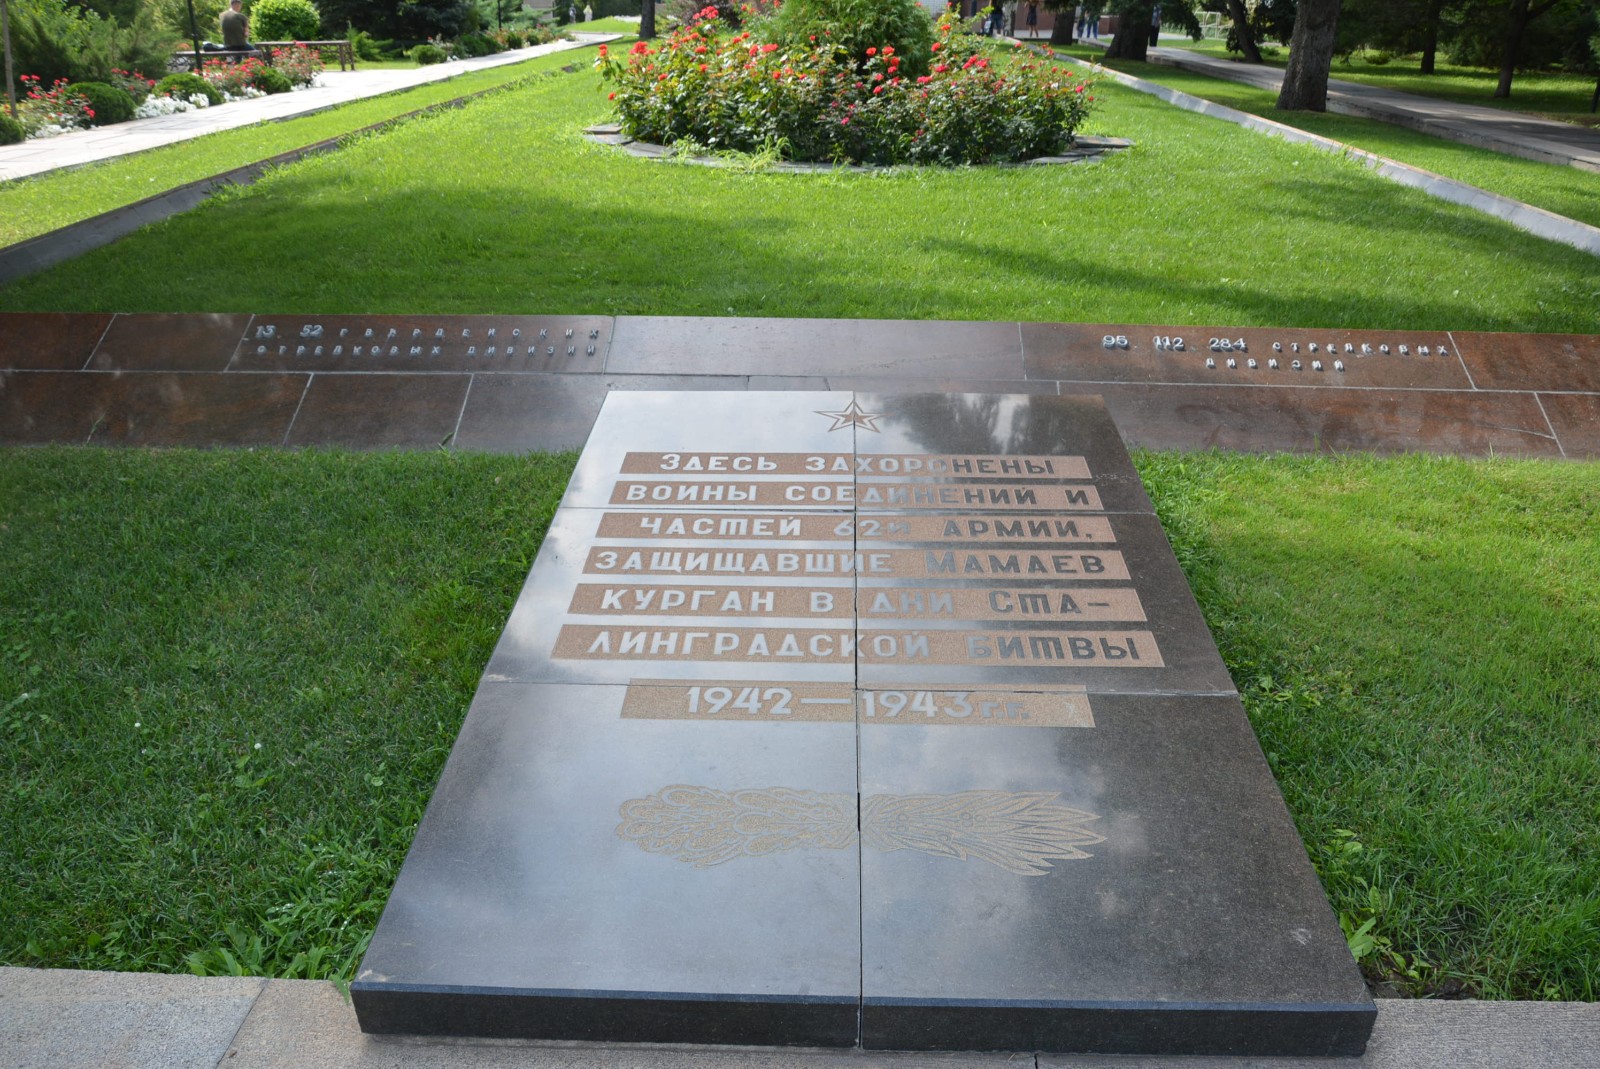 13. 52 ГВАРДЕЙСКИХ
СТРЕЛКОВЫХ ДИВИЗИЙ
95. 112. 284 СТРЕЛКОВЫХ
ДИВИЗИЙ
ЗДЕСЬ ЗАХОРОНЕНЫ
ВОИНЫ СОЕДИНЕНИЙ И
ЧАСТЕЙ 62й АРМИИ,
ЗАЩИЩАВШИЕ МАМАЕВ
КУРГАН В ДНИ СТА-
ЛИНГРАДСКОЙ БИТВЫ
1942—1943 г.г.